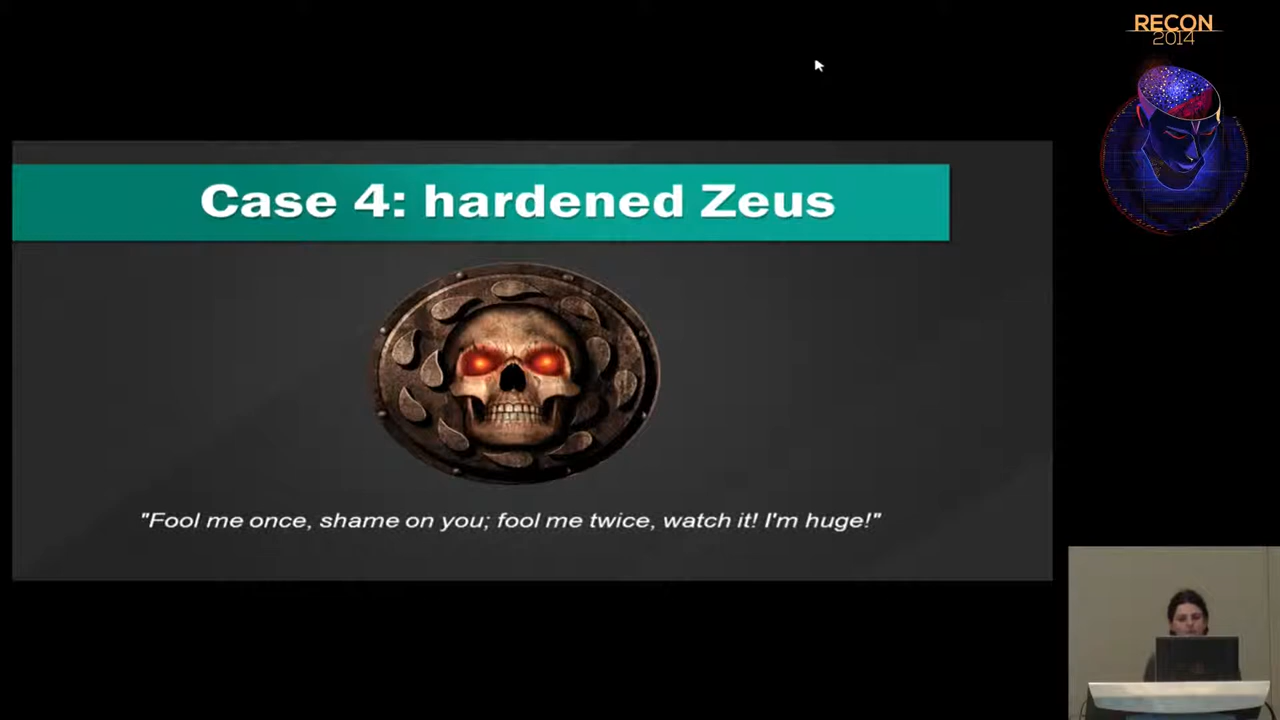 RECON
2014
Case 4: hardened Zeus
"Fool me once, shame on you; fool me twice, watch it! I'm huge!"